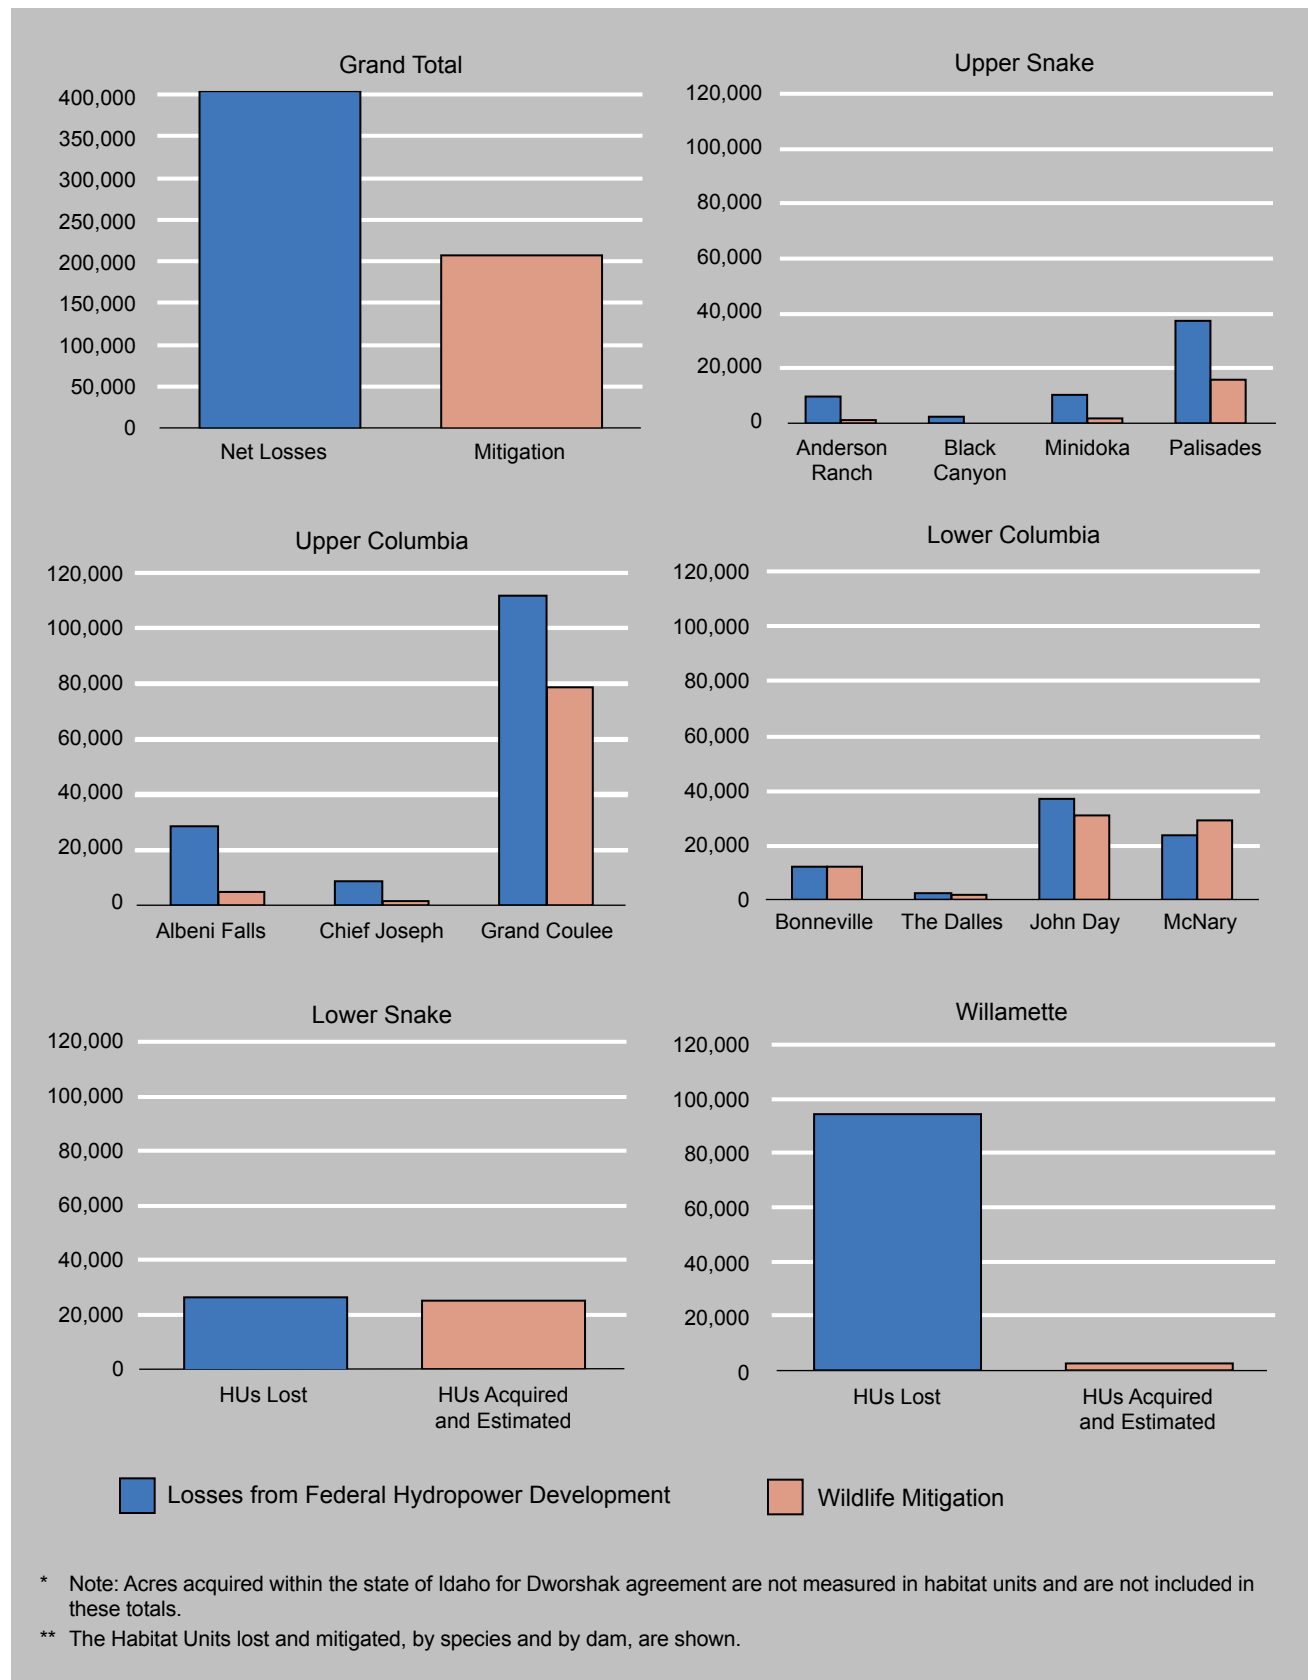 Grand Total
400,000
350,000
300,000
250,000
200,000
150,000
100,000
50,000
0
Net Losses
Mitigation
Upper Snake
120,000
100,000
80,000
60,000
40,000
20,000
0
Anderson
Ranch
Black
Canyon
Minidoka
Palisades
Upper Columbia
120,000
100,000
80,000
60,000
40,000
20,000
0
Albeni Falls
Chief Joseph
Grand Coulee
Lower Columbia
120,000
100,000
80,000
60,000
40,000
20,000
0
Bonneville
The Dalles
John Day
McNary
Lower Snake
120,000
100,000
80,000
60,000
40,000
20,000
0
HUs Lost
HUs Acquired
and Estimated
Willamette
120,000
100,000
80,000
60,000
40,000
20,000
0
HUs Lost
HUs Acquired
and Estimated
Losses from Federal Hydropower Development
Wildlife Mitigation
* Note: Acres acquired within the state of Idaho for Dworshak agreement are not measured in habitat units and are not included in
these totals.
** The Habitat Units lost and mitigated, by species and by dam, are shown.